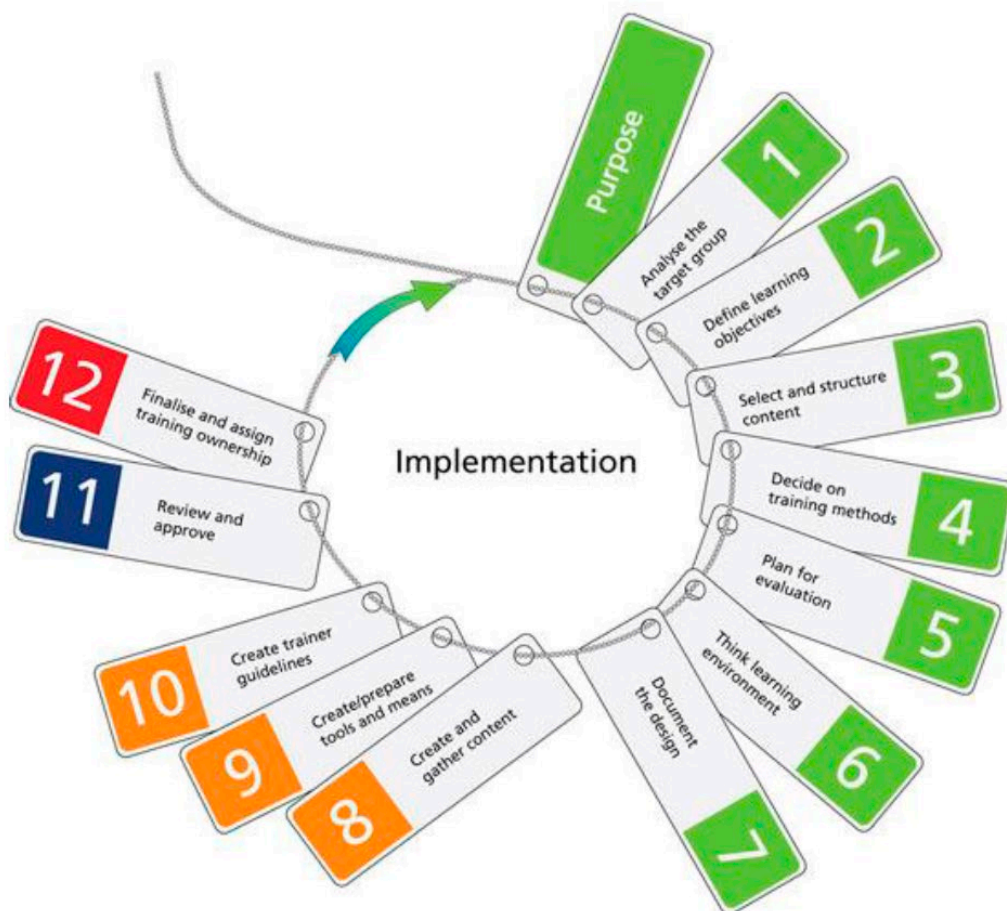 Purpose
1
Analyse the
target group
2
Define learning
objectives
3
Select and structure
content
4
Decide on
training methods
5
Plan for
evaluation
6
Think learning
environment
7
Document
the design
8
Create and
gather content
9
Create/prepare
tools and means
10
Create trainer
guidelines
11
Review and
approve
12
Finalise and assign
training ownership
Implementation